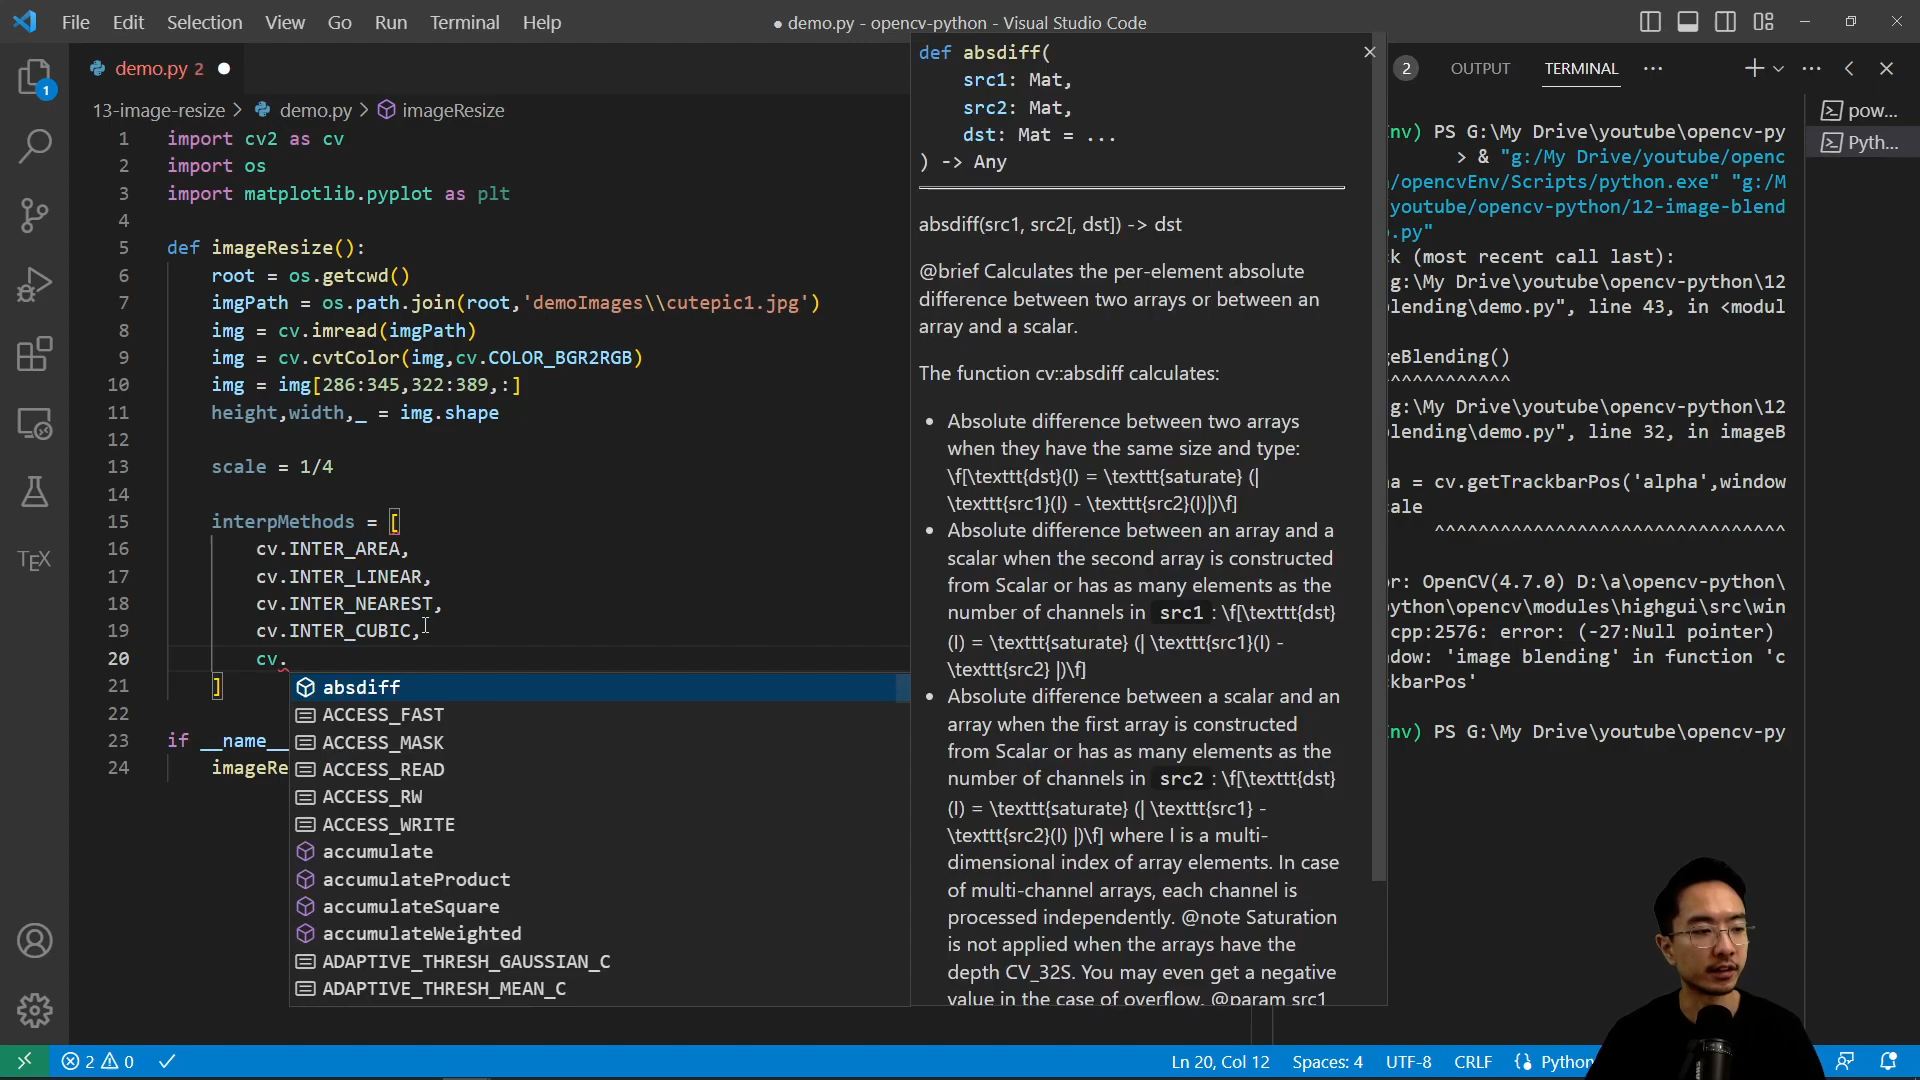 File Edit Selection View Go Run Terminal Help
● demo.py - opencv-python - Visual Studio Code
demo.py 2
13-image-resize > demo.py > imageResize
1 import cv2 as cv
2 import os
3 import matplotlib.pyplot as plt
4
5 def imageResize():
6 root = os.getcwd()
7 imgPath = os.path.join(root,'demoImages\\cutepic1.jpg')
8 img = cv.imread(imgPath)
9 img = cv.cvtColor(img,cv.COLOR_BGR2RGB)
10 img = img[286:345,322:389,:]
11 height,width,_ = img.shape
12
13 scale = 1/4
14
15 interpMethods = [
16 cv.INTER_AREA,
17 cv.INTER_LINEAR,
18 cv.INTER_NEAREST,
19 cv.INTER_CUBIC,
20 cv.
21 ]
22
23 if __name__
24 imageRe
absdiff
ACCESS_FAST
ACCESS_MASK
ACCESS_READ
ACCESS_RW
ACCESS_WRITE
accumulate
accumulateProduct
accumulateSquare
accumulateWeighted
ADAPTIVE_THRESH_GAUSSIAN_C
ADAPTIVE_THRESH_MEAN_C
def absdiff(
src1: Mat,
src2: Mat,
dst: Mat = ...
) -> Any
absdiff(src1, src2[, dst]) -> dst
@brief Calculates the per-element absolute
difference between two arrays or between an
array and a scalar.
The function cv::absdiff calculates:
• Absolute difference between two arrays
when they have the same size and type:
\f[\texttt{dst}(I) = \texttt{saturate} (|
\texttt{src1}(I) - \texttt{src2}(I)|)\f]
• Absolute difference between an array and a
scalar when the second array is constructed
from Scalar or has as many elements as the
number of channels in src1 : \f[\texttt{dst}
(I) = \texttt{saturate} (| \texttt{src1}(I) -
\texttt{src2} |)\f]
• Absolute difference between a scalar and an
array when the first array is constructed
from Scalar or has as many elements as the
number of channels in src2 : \f[\texttt{dst}
(I) = \texttt{saturate} (| \texttt{src1} -
\texttt{src2}(I) |)\f] where I is a multi-
dimensional index of array elements. In case
of multi-channel arrays, each channel is
processed independently. @note Saturation
is not applied when the arrays have the
depth CV_32S. You may even get a negative
value in the case of overflow. @param src1
2 OUTPUT TERMINAL
nv) PS G:\My Drive\youtube\opencv-py
> & "g:/My Drive/youtube/openc
/opencvEnv/Scripts/python.exe" "g:/M
youtube/opencv-python/12-image-blend
.py"
k (most recent call last):
g:\My Drive\youtube\opencv-python\12
lending\demo.py", line 43, in <modul
geBlending()
^^^^^^^^^^^^
g:\My Drive\youtube\opencv-python\12
lending\demo.py", line 32, in imageB
ha = cv.getTrackbarPos('alpha',window
cale
^^^^^^^^^^^^^^^^^^^^^^^^^^^^^^^^
or: OpenCV(4.7.0) D:\a\opencv-python\
ython\opencv\modules\highgui\src\win
cpp:2576: error: (-27:Null pointer)
dow: 'image blending' in function 'c
ckbarPos'
nv) PS G:\My Drive\youtube\opencv-py
pow...
Pyth...
1
TEX
2 0
Ln 20, Col 12 Spaces: 4 UTF-8 CRLF Python